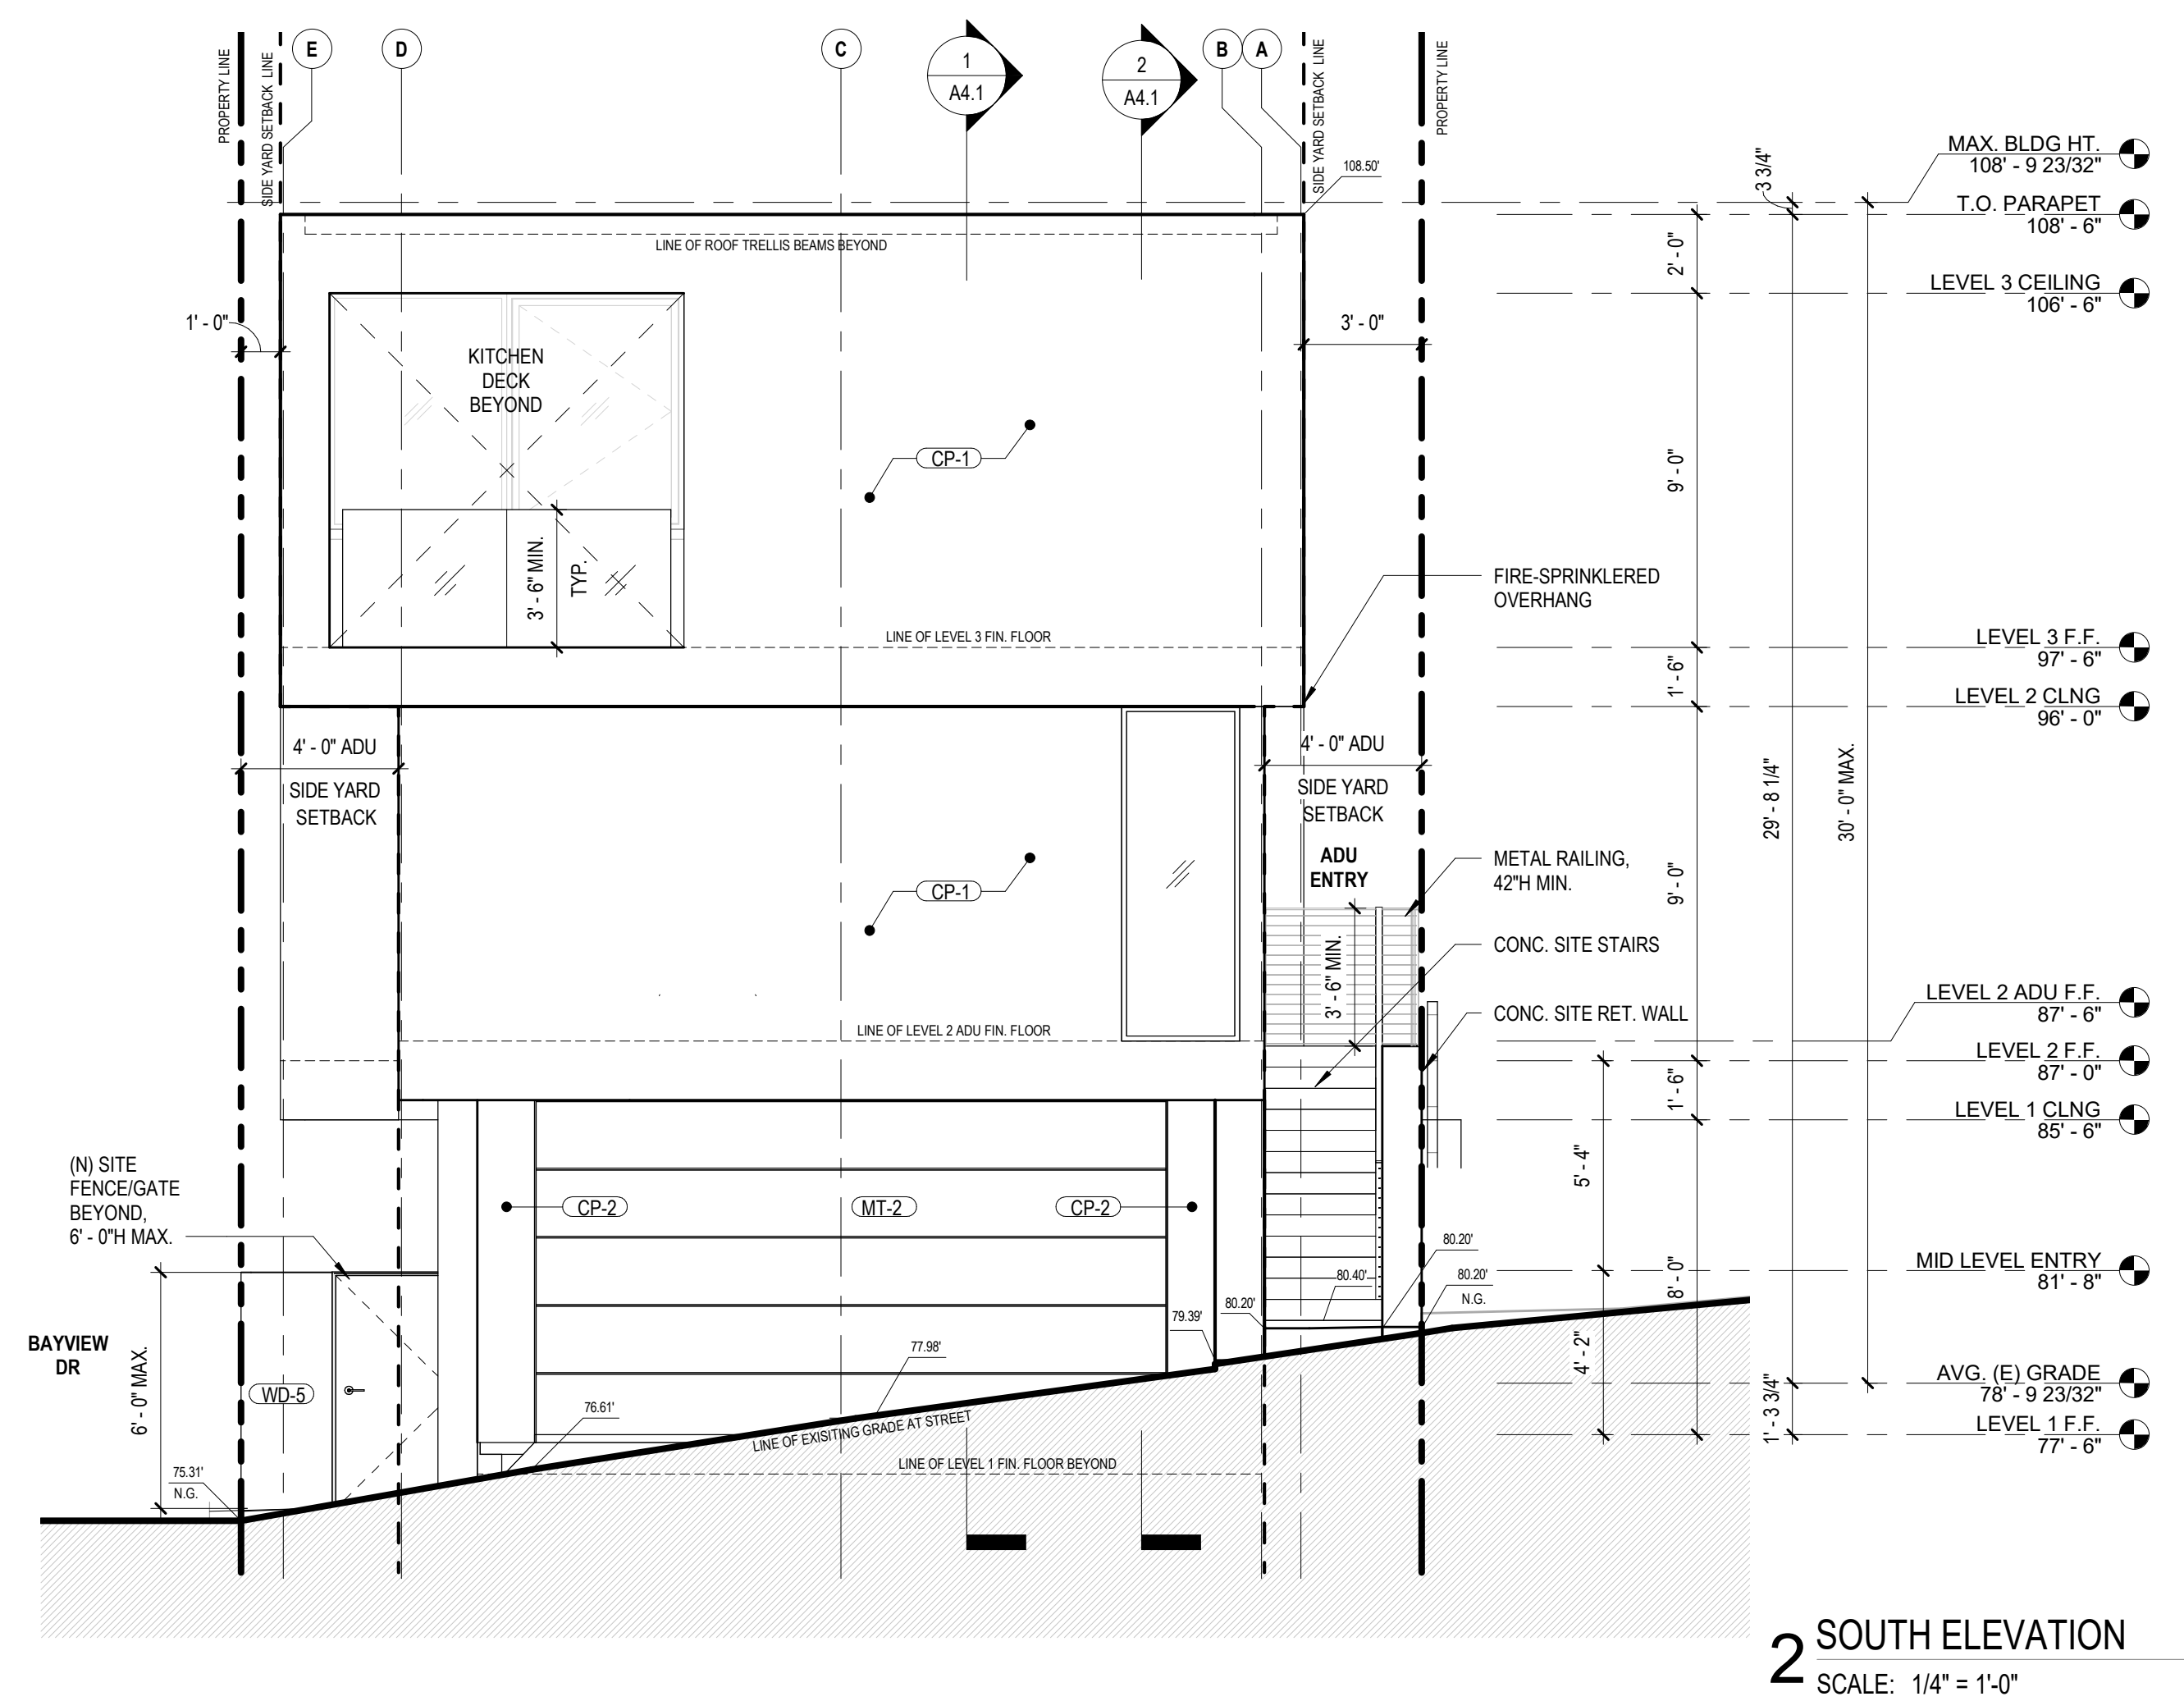 E
D
C
1
A4.1
2
A4.1
B
A
PROPERTY LINE
SIDE YARD SETBACK LINE
SIDE YARD SETBACK LINE
PROPERTY LINE
108.50'
3 3/4"
MAX. BLDG HT.
108' - 9 23/32"
T.O. PARAPET
108' - 6"
LINE OF ROOF TRELLIS BEAMS BEYOND
2' - 0"
LEVEL 3 CEILING
106' - 6"
1' - 0"
3' - 0"
KITCHEN
DECK
BEYOND
CP-1
9' - 0"
3' - 6" MIN.
TYP.
FIRE-SPRINKLERED
OVERHANG
LINE OF LEVEL 3 FIN. FLOOR
LEVEL 3 F.F.
97' - 6"
1' - 6"
LEVEL 2 CLNG
96' - 0"
4' - 0" ADU
SIDE YARD
SETBACK
4' - 0" ADU
SIDE YARD
SETBACK
29' - 8 1/4"
30' - 0" MAX.
ADU
ENTRY
METAL RAILING,
42"H MIN.
CP-1
9' - 0"
CONC. SITE STAIRS
3' - 6" MIN.
CONC. SITE RET. WALL
LINE OF LEVEL 2 ADU FIN. FLOOR
LEVEL 2 ADU F.F.
87' - 6"
LEVEL 2 F.F.
87' - 0"
1' - 6"
LEVEL 1 CLNG
85' - 6"
5' - 4"
(N) SITE
FENCE/GATE
BEYOND,
6' - 0"H MAX.
CP-2
MT-2
CP-2
80.20'
80.40'
80.20'
N.G.
8' - 0"
MID LEVEL ENTRY
81' - 8"
80.20'
79.39'
BAYVIEW
DR
6' - 0" MAX.
77.98'
4' - 2"
WD-5
76.61'
LINE OF EXISITING GRADE AT STREET
1' - 3 3/4"
AVG. (E) GRADE
78' - 9 23/32"
LEVEL 1 F.F.
77' - 6"
LINE OF LEVEL 1 FIN. FLOOR BEYOND
75.31'
N.G.
2
SOUTH ELEVATION
SCALE: 1/4" = 1'-0"